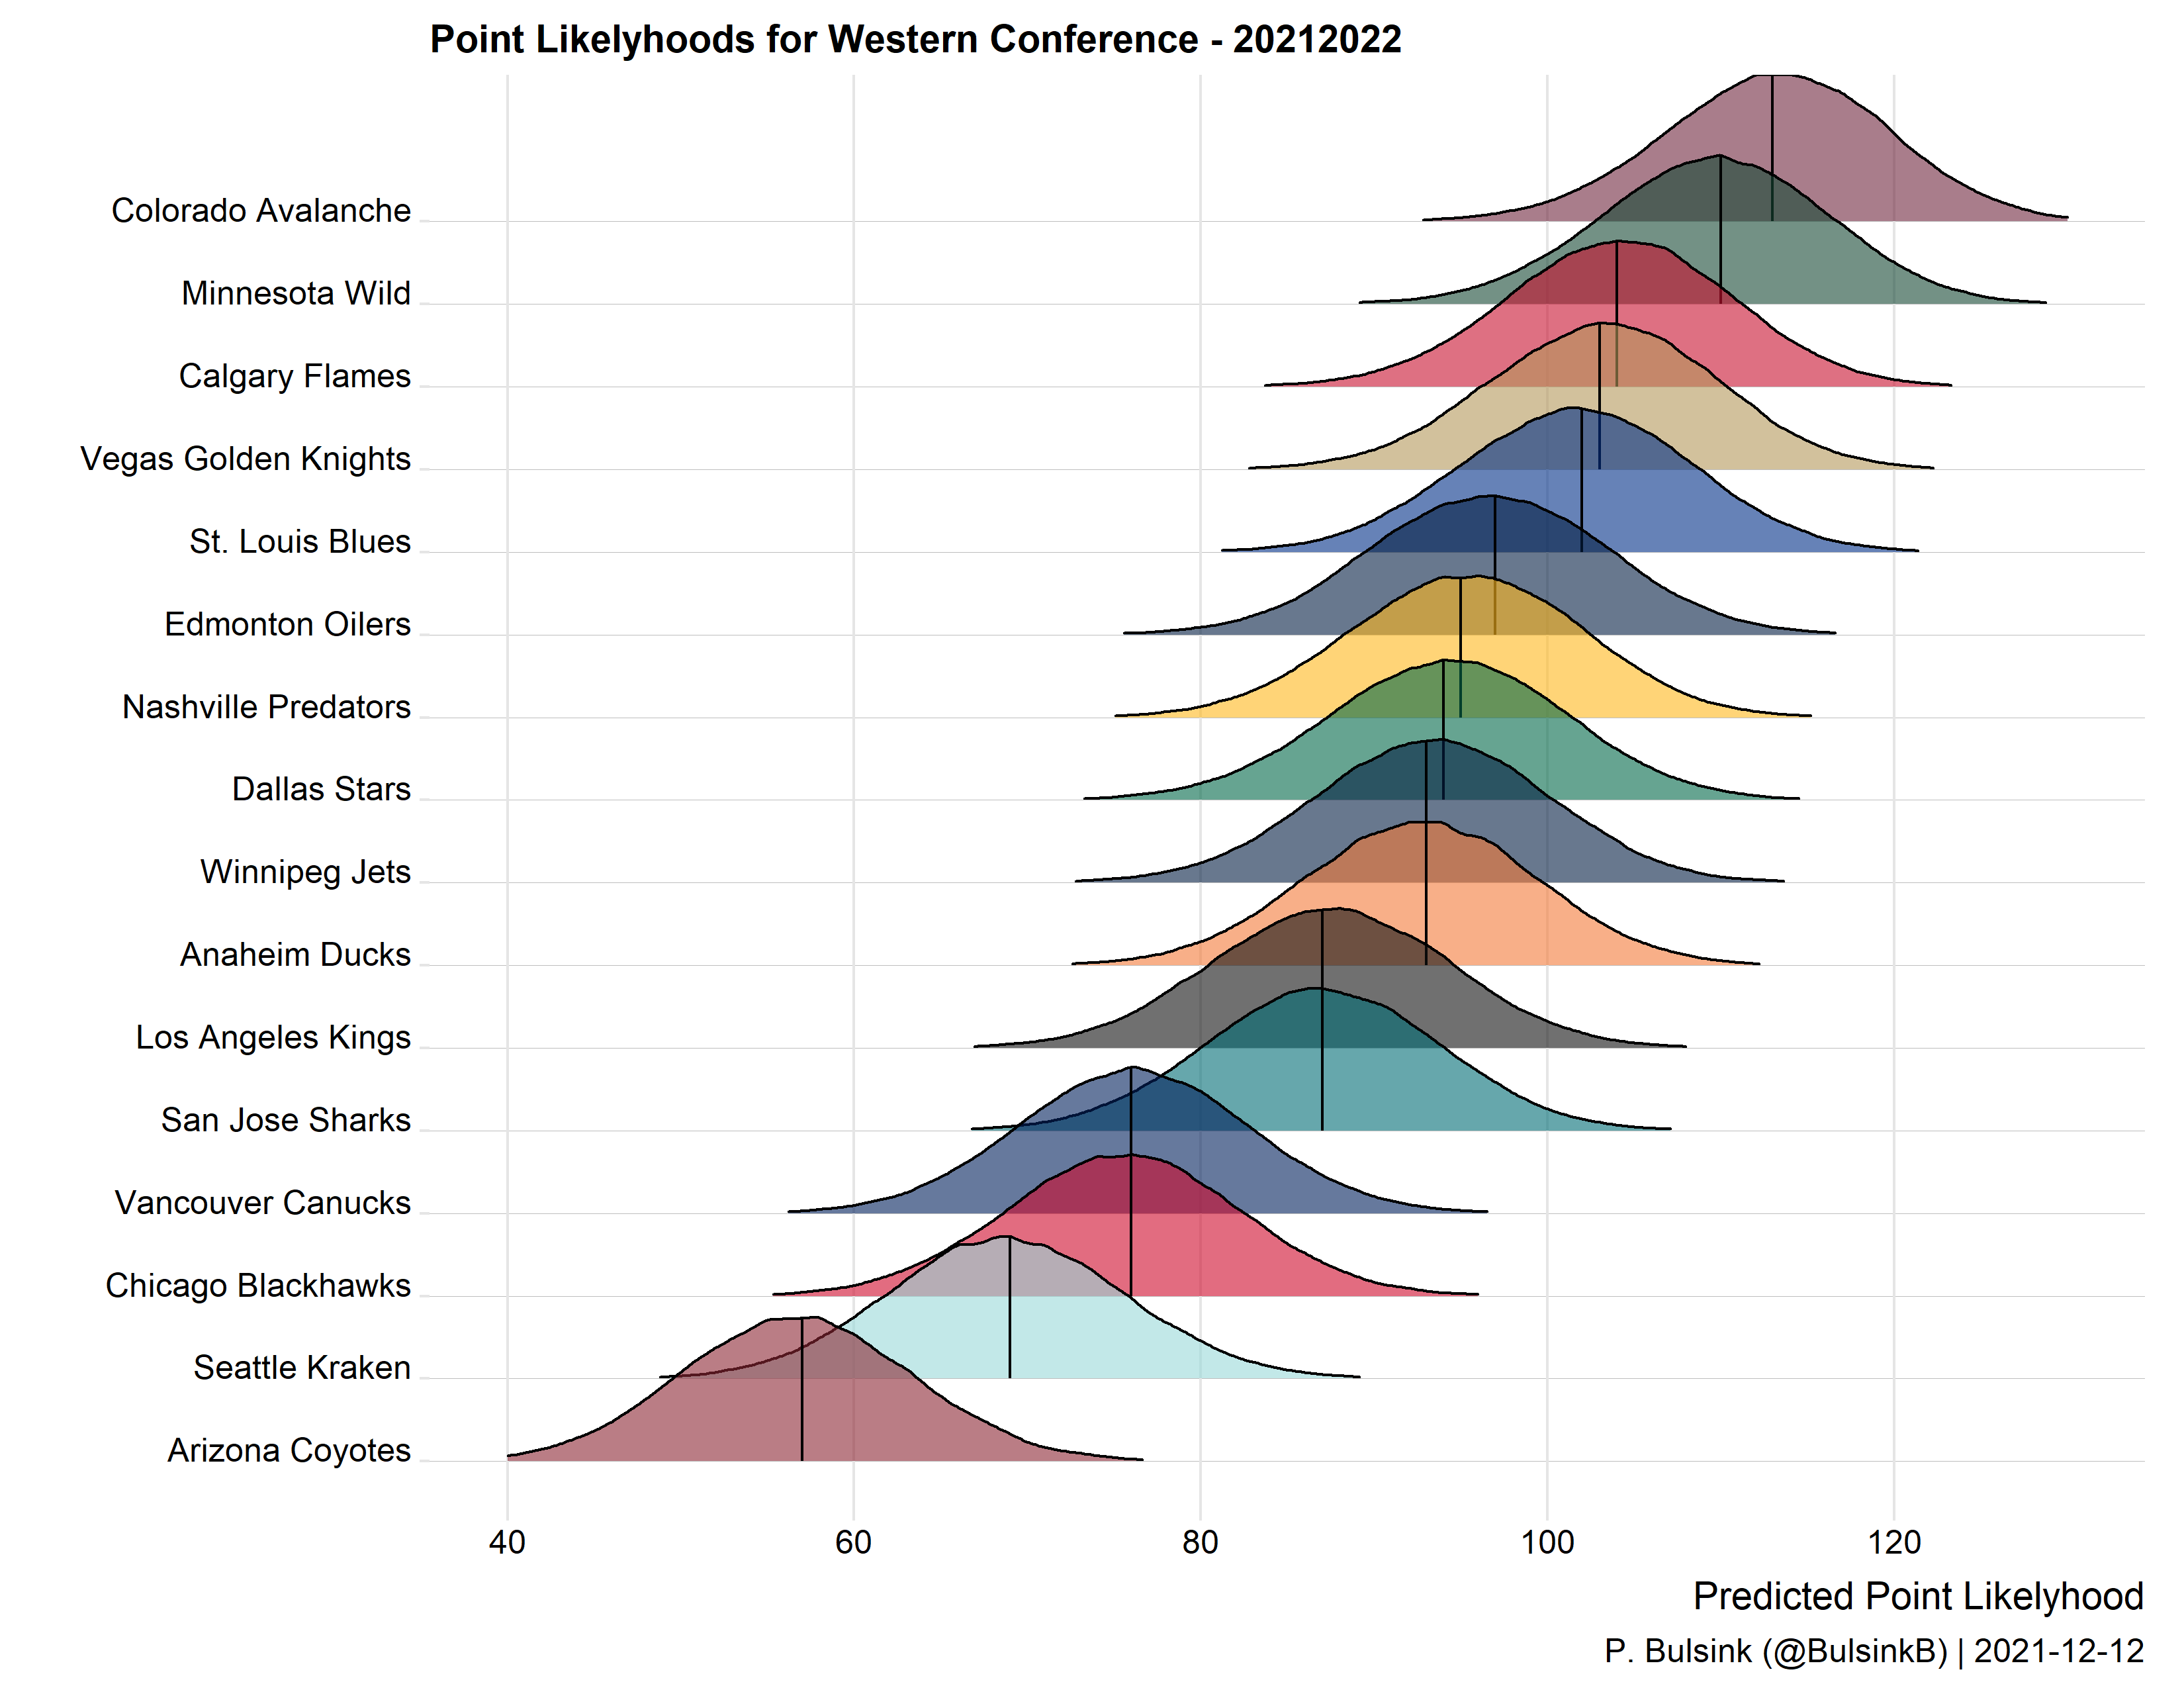 Point Likelyhoods for Western Conference - 20212022
Colorado Avalanche
Minnesota Wild
Calgary Flames
Vegas Golden Knights
St. Louis Blues
Edmonton Oilers
Nashville Predators
Dallas Stars
Winnipeg Jets
Anaheim Ducks
Los Angeles Kings
San Jose Sharks
Vancouver Canucks
Chicago Blackhawks
Seattle Kraken
Arizona Coyotes
40 60 80 100 120
Predicted Point Likelyhood
P. Bulsink (@BulsinkB) | 2021-12-12